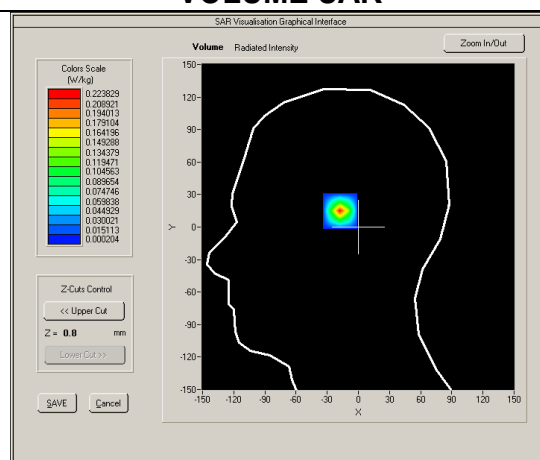 VOLUME SAR
SAR Visualisation Graphical Interface
Volume Radiated Intensity
Zoom In/Out
Colors Scale
(W/kg)
0.223829
0.208921
0.194013
0.179104
0.164196
0.149288
0.134379
0.119471
0.104563
0.089654
0.074746
0.059838
0.044929
0.030021
0.015113
0.000204
Z-Cuts Control
<< Upper Cut
Z = 0.8 mm
Lower Cut >>
SAVE Cancel
150
120
90
60
30
0
-30
-60
-90
-120
-150
Y
-150 -120 -90 -60 -30 0 30 60 90 120 150
X